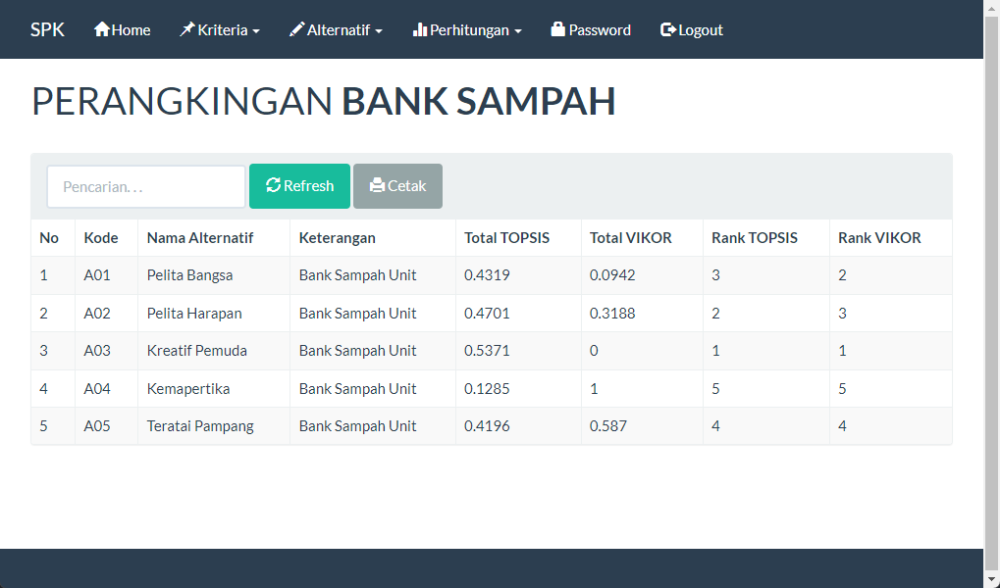 SPK Home Kriteria Alternatif Perhitungan Password Logout
PERANGKINGAN BANK SAMPAH
Pencarian. . . Refresh Cetak
No Kode Nama Alternatif Keterangan Total TOPSIS Total VIKOR Rank TOPSIS Rank VIKOR
1 A01 Pelita Bangsa Bank Sampah Unit 0.4319 0.0942 3 2
2 A02 Pelita Harapan Bank Sampah Unit 0.4701 0.3188 2 3
3 A03 Kreatif Pemuda Bank Sampah Unit 0.5371 0 1 1
4 A04 Kemapertika Bank Sampah Unit 0.1285 1 5 5
5 A05 Teratai Pampang Bank Sampah Unit 0.4196 0.587 4 4